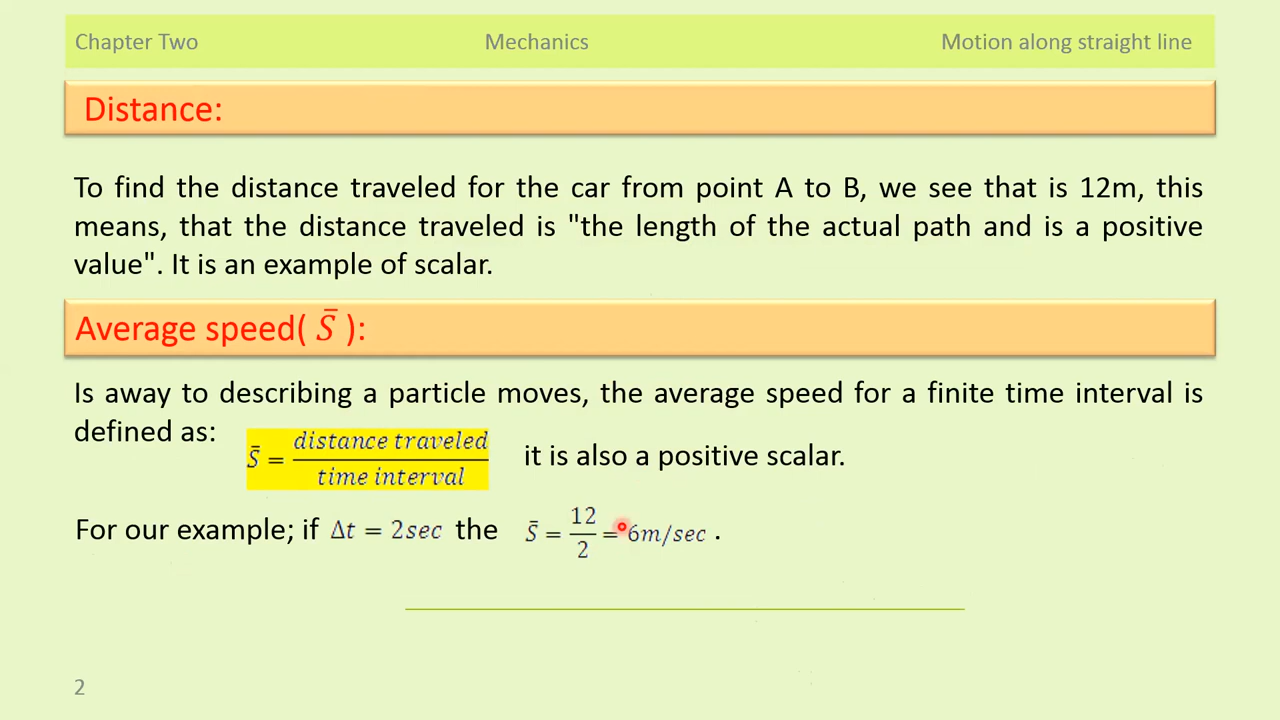 Chapter Two Mechanics Motion along straight line
Distance:
To find the distance traveled for the car from point A to B, we see that is 12m, this
means, that the distance traveled is "the length of the actual path and is a positive
value". It is an example of scalar.
Average speed( S̄ ):
Is away to describing a particle moves, the average speed for a finite time interval is
defined as: S̄ = distance traveled / time interval it is also a positive scalar.
For our example; if Δt = 2sec the S̄ = 12/2 = 6m/sec .
2